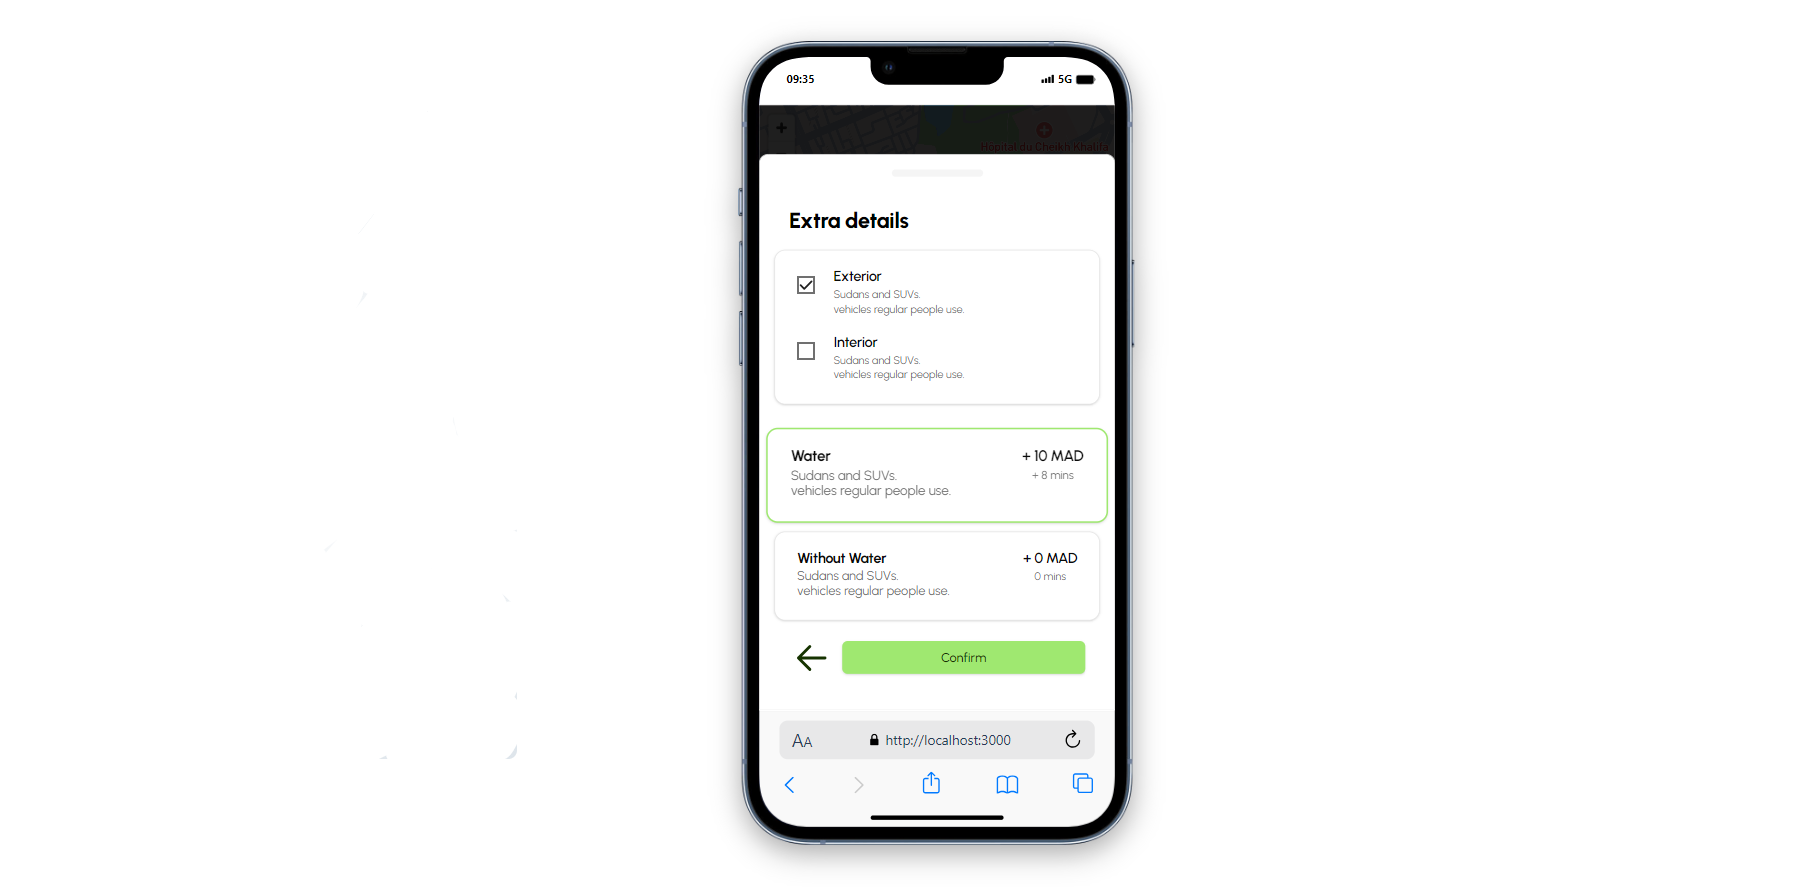 09:35
5G
+
Hôpital du Cheikh Khalifa
Extra details
Exterior
Sudans and SUVs.
vehicles regular people use.
Interior
Sudans and SUVs.
vehicles regular people use.
Water
+ 10 MAD
Sudans and SUVs.
+ 8 mins
vehicles regular people use.
Without Water
+ 0 MAD
Sudans and SUVs.
0 mins
vehicles regular people use.
Confirm
AA
http://localhost:3000